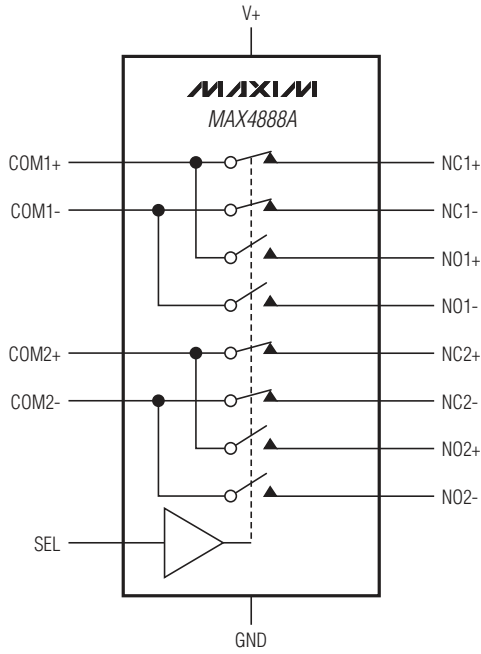 V+
MAXIM
MAX4888A
COM1+
NC1+
COM1-
NC1-
NO1+
NO1-
COM2+
NC2+
COM2-
NC2-
NO2+
NO2-
SEL
GND